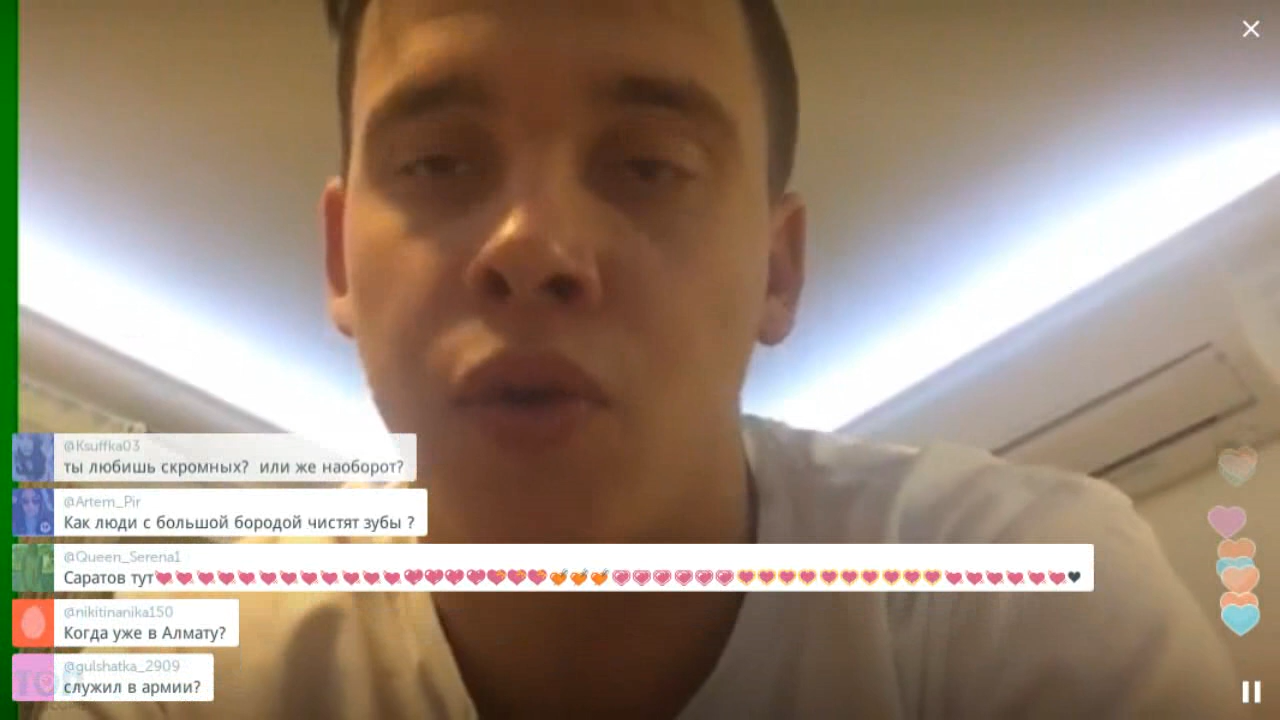 @Ksuffka03
ты любишь скромных? или же наоборот?
@Artem_Pir
Как люди с большой бородой чистят зубы ?
@Queen_Serena1
Саратов тут
@nikitinanika150
Когда уже в Алмату?
@gulshatka_2909
служил в армии?